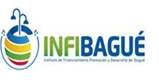 INFIBAGUÉ
Instituto de Financiamiento Promoción y Desarrollo de Ibagué